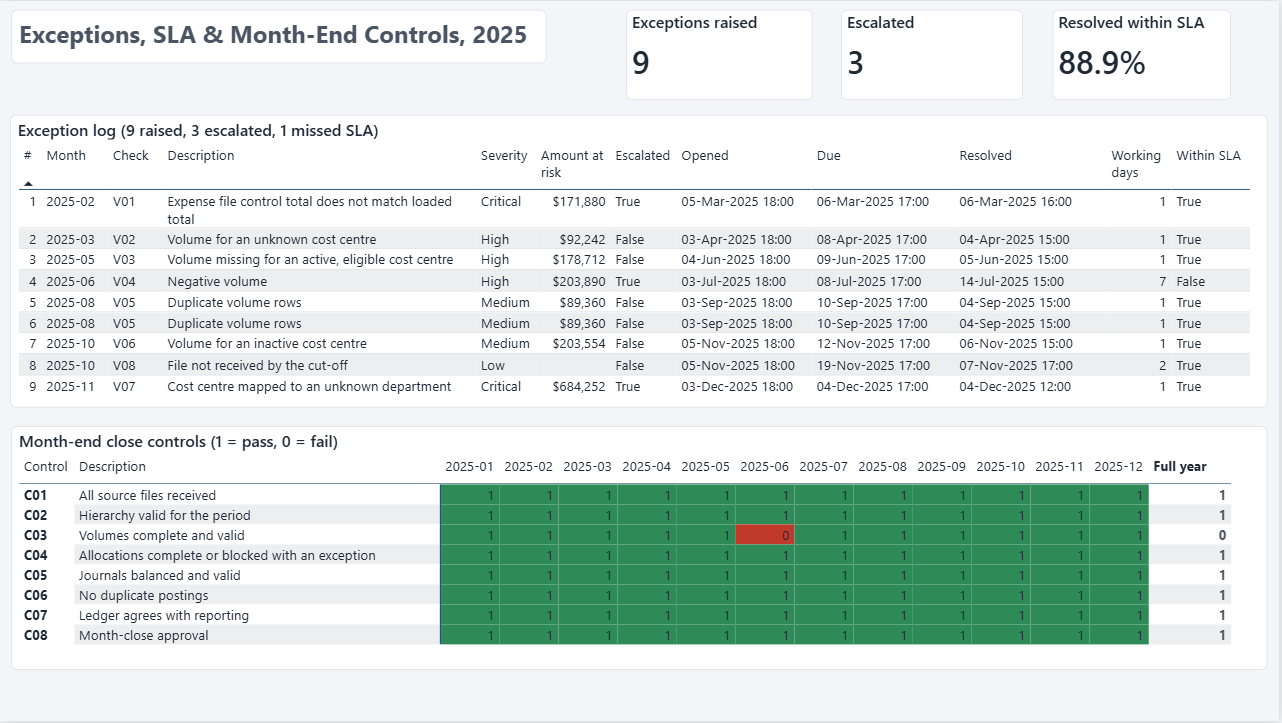 Exceptions, SLA & Month-End Controls, 2025
Exceptions raised
9
Escalated
3
Resolved within SLA
88.9%
Exception log (9 raised, 3 escalated, 1 missed SLA)
# Month Check Description Severity Amount at risk Escalated Opened Due Resolved Working days Within SLA
1 2025-02 V01 Expense file control total does not match loaded total Critical $171,880 True 05-Mar-2025 18:00 06-Mar-2025 17:00 06-Mar-2025 16:00 1 True
2 2025-03 V02 Volume for an unknown cost centre High $92,242 False 03-Apr-2025 18:00 08-Apr-2025 17:00 04-Apr-2025 15:00 1 True
3 2025-05 V03 Volume missing for an active, eligible cost centre High $178,712 False 04-Jun-2025 18:00 09-Jun-2025 17:00 05-Jun-2025 15:00 1 True
4 2025-06 V04 Negative volume High $203,890 True 03-Jul-2025 18:00 08-Jul-2025 17:00 14-Jul-2025 15:00 7 False
5 2025-08 V05 Duplicate volume rows Medium $89,360 False 03-Sep-2025 18:00 10-Sep-2025 17:00 04-Sep-2025 15:00 1 True
6 2025-08 V05 Duplicate volume rows Medium $89,360 False 03-Sep-2025 18:00 10-Sep-2025 17:00 04-Sep-2025 15:00 1 True
7 2025-10 V06 Volume for an inactive cost centre Medium $203,554 False 05-Nov-2025 18:00 12-Nov-2025 17:00 06-Nov-2025 15:00 1 True
8 2025-10 V08 File not received by the cut-off Low False 05-Nov-2025 18:00 19-Nov-2025 17:00 07-Nov-2025 17:00 2 True
9 2025-11 V07 Cost centre mapped to an unknown department Critical $684,252 True 03-Dec-2025 18:00 04-Dec-2025 17:00 04-Dec-2025 12:00 1 True
Month-end close controls (1 = pass, 0 = fail)
Control Description 2025-01 2025-02 2025-03 2025-04 2025-05 2025-06 2025-07 2025-08 2025-09 2025-10 2025-11 2025-12 Full year
C01 All source files received 1 1 1 1 1 1 1 1 1 1 1 1 1
C02 Hierarchy valid for the period 1 1 1 1 1 1 1 1 1 1 1 1 1
C03 Volumes complete and valid 1 1 1 1 1 0 1 1 1 1 1 1 0
C04 Allocations complete or blocked with an exception 1 1 1 1 1 1 1 1 1 1 1 1 1
C05 Journals balanced and valid 1 1 1 1 1 1 1 1 1 1 1 1 1
C06 No duplicate postings 1 1 1 1 1 1 1 1 1 1 1 1 1
C07 Ledger agrees with reporting 1 1 1 1 1 1 1 1 1 1 1 1 1
C08 Month-close approval 1 1 1 1 1 1 1 1 1 1 1 1 1